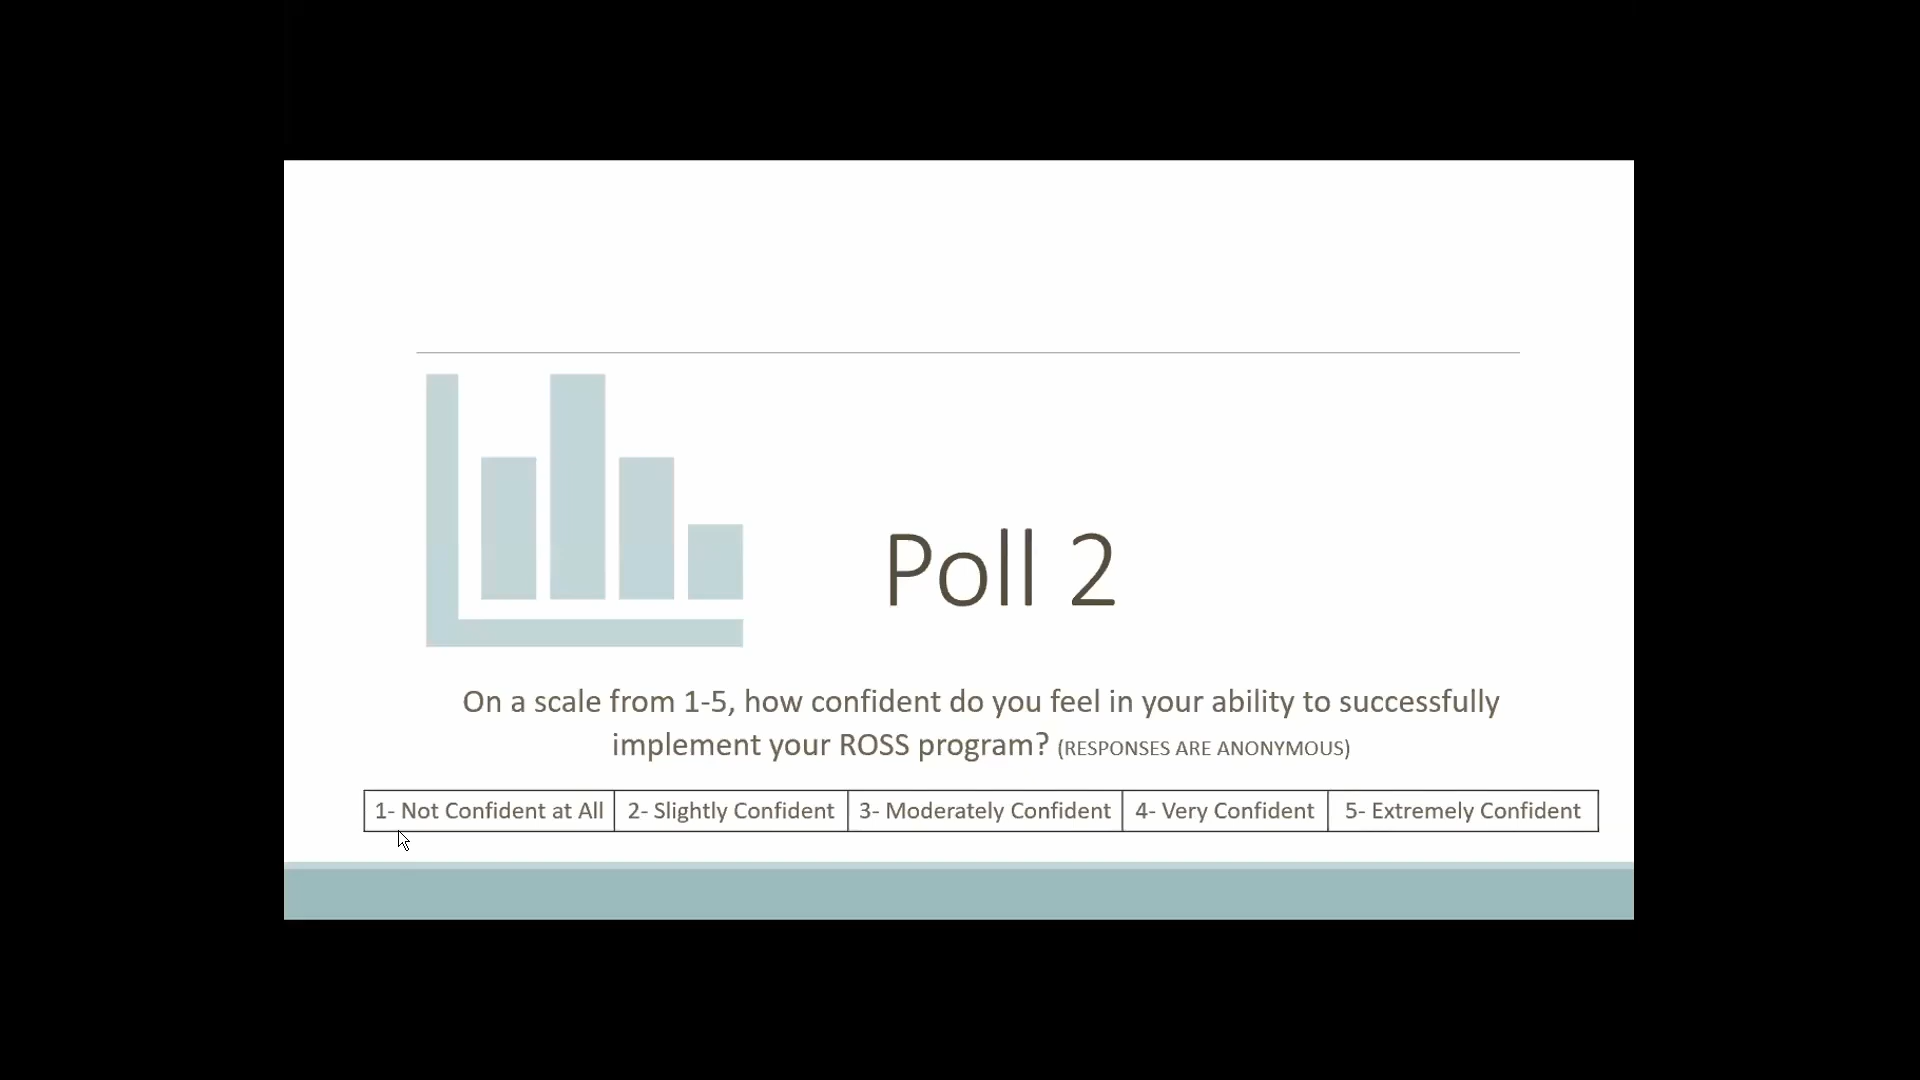 Poll 2
On a scale from 1-5, how confident do you feel in your ability to successfully
implement your ROSS program? (RESPONSES ARE ANONYMOUS)
1- Not Confident at All 2- Slightly Confident 3- Moderately Confident 4- Very Confident 5- Extremely Confident